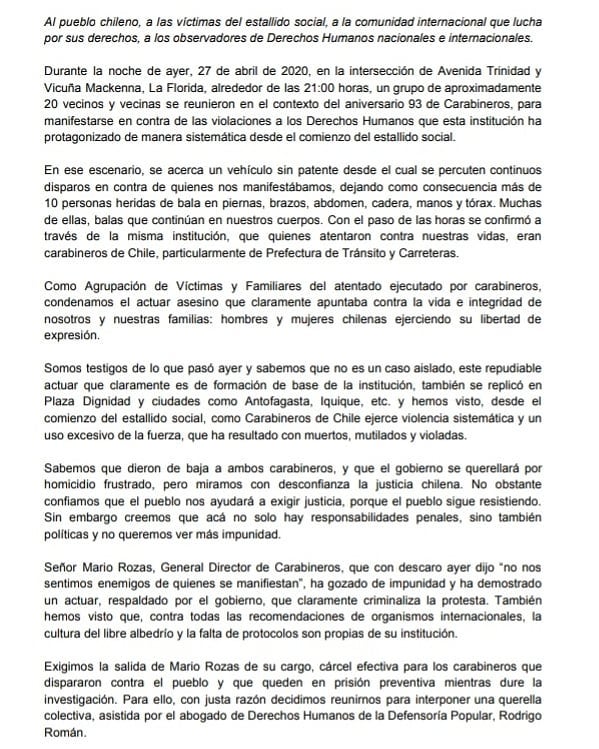 Al pueblo chileno, a las víctimas del estallido social, a la comunidad internacional que lucha
por sus derechos, a los observadores de Derechos Humanos nacionales e internacionales.
Durante la noche de ayer, 27 de abril de 2020, en la intersección de Avenida Trinidad y
Vicuña Mackenna, La Florida, alrededor de las 21:00 horas, un grupo de aproximadamente
20 vecinos y vecinas se reunieron en el contexto del aniversario 93 de Carabineros, para
manifestarse en contra de las violaciones a los Derechos Humanos que esta institución ha
protagonizado de manera sistemática desde el comienzo del estallido social.
En ese escenario, se acerca un vehículo sin patente desde el cual se percuten continuos
disparos en contra de quienes nos manifestábamos, dejando como consecuencia más de
10 personas heridas de bala en piernas, brazos, abdomen, cadera, manos y tórax. Muchas
de ellas, balas que continúan en nuestros cuerpos. Con el paso de las horas se confirmó a
través de la misma institución, que quienes atentaron contra nuestras vidas, eran
carabineros de Chile, particularmente de Prefectura de Tránsito y Carreteras.
Como Agrupación de Víctimas y Familiares del atentado ejecutado por carabineros,
condenamos el actuar asesino que claramente apuntaba contra la vida e integridad de
nosotros y nuestras familias: hombres y mujeres chilenas ejerciendo su libertad de
expresión.
Somos testigos de lo que pasó ayer y sabemos que no es un caso aislado, este repudiable
actuar que claramente es de formación de base de la institución, también se replicó en
Plaza Dignidad y ciudades como Antofagasta, Iquique, etc. y hemos visto, desde el
comienzo del estallido social, como Carabineros de Chile ejerce violencia sistemática y un
uso excesivo de la fuerza, que ha resultado con muertos, mutilados y violadas.
Sabemos que dieron de baja a ambos carabineros, y que el gobierno se querellará por
homicidio frustrado, pero miramos con desconfianza la justicia chilena. No obstante
confiamos que el pueblo nos ayudará a exigir justicia, porque el pueblo sigue resistiendo.
Sin embargo creemos que acá no solo hay responsabilidades penales, sino también
políticas y no queremos ver más impunidad.
Señor Mario Rozas, General Director de Carabineros, que con descaro ayer dijo “no nos
sentimos enemigos de quienes se manifiestan”, ha gozado de impunidad y ha demostrado
un actuar, respaldado por el gobierno, que claramente criminaliza la protesta. También
hemos visto que, contra todas las recomendaciones de organismos internacionales, la
cultura del libre albedrío y la falta de protocolos son propias de su institución.
Exigimos la salida de Mario Rozas de su cargo, cárcel efectiva para los carabineros que
dispararon contra el pueblo y que queden en prisión preventiva mientras dure la
investigación. Para ello, con justa razón decidimos reunirnos para interponer una querella
colectiva, asistida por el abogado de Derechos Humanos de la Defensoría Popular, Rodrigo
Román.